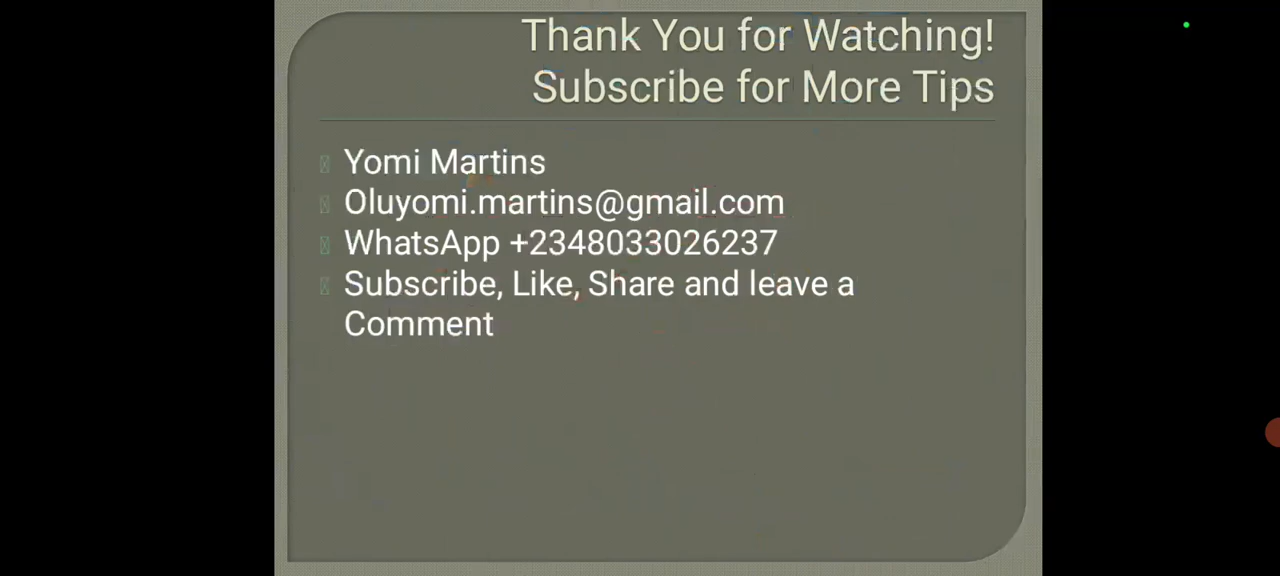 Thank You for Watching!
Subscribe for More Tips
Yomi Martins
Oluyomi.martins@gmail.com
WhatsApp +2348033026237
Subscribe, Like, Share and leave a
Comment